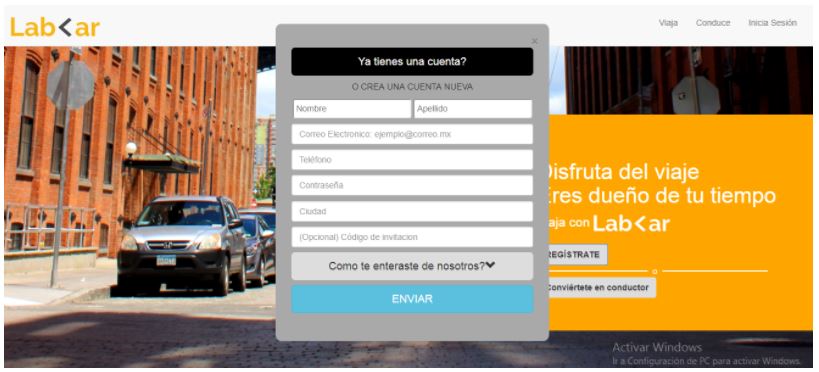 Lab<ar
Viaja Conduce Inicia Sesión
×
Ya tienes una cuenta?
O CREA UNA CUENTA NUEVA
Nombre Apellido
Correo Electronico: ejemplo@correo.mx
Teléfono
Contraseña
Ciudad
(Opcional) Código de invitacion
Como te enteraste de nosotros?
ENVIAR
isfruta del viaje
res dueño de tu tiempo
aja con Lab<ar
REGÍSTRATE
o
Conviértete en conductor
Activar Windows
Ir a Configuración de PC para activar Windows.